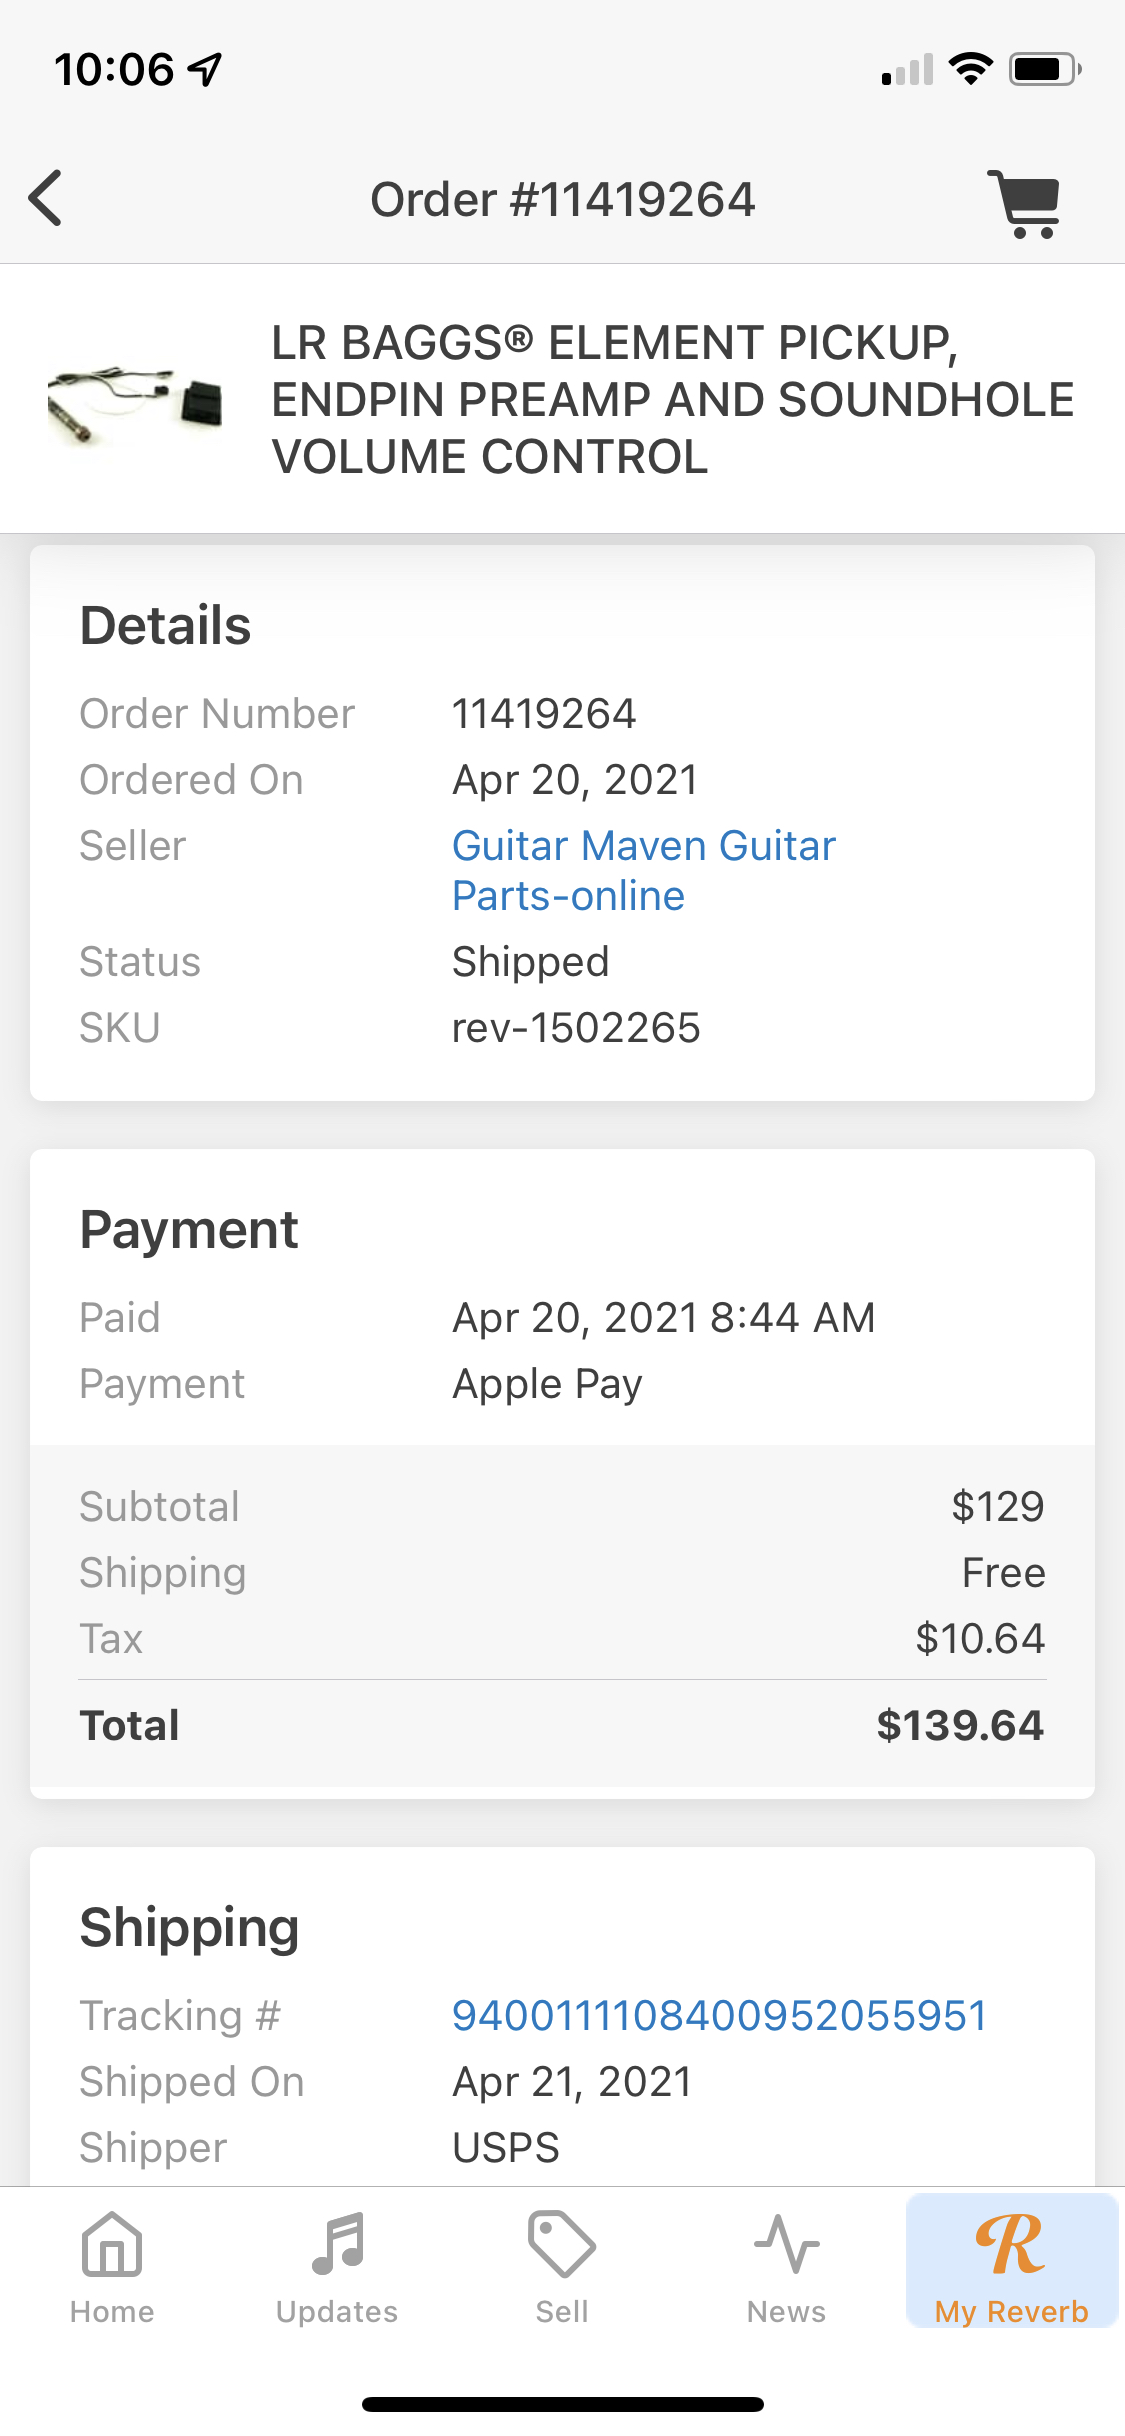 10:06
Order #11419264
LR BAGGS® ELEMENT PICKUP,
ENDPIN PREAMP AND SOUNDHOLE
VOLUME CONTROL
Details
Order Number 11419264
Ordered On Apr 20, 2021
Seller Guitar Maven Guitar
Parts-online
Status Shipped
SKU rev-1502265
Payment
Paid Apr 20, 2021 8:44 AM
Payment Apple Pay
Subtotal $129
Shipping Free
Tax $10.64
Total $139.64
Shipping
Tracking # 9400111108400952055951
Shipped On Apr 21, 2021
Shipper USPS
Home Updates Sell News My Reverb